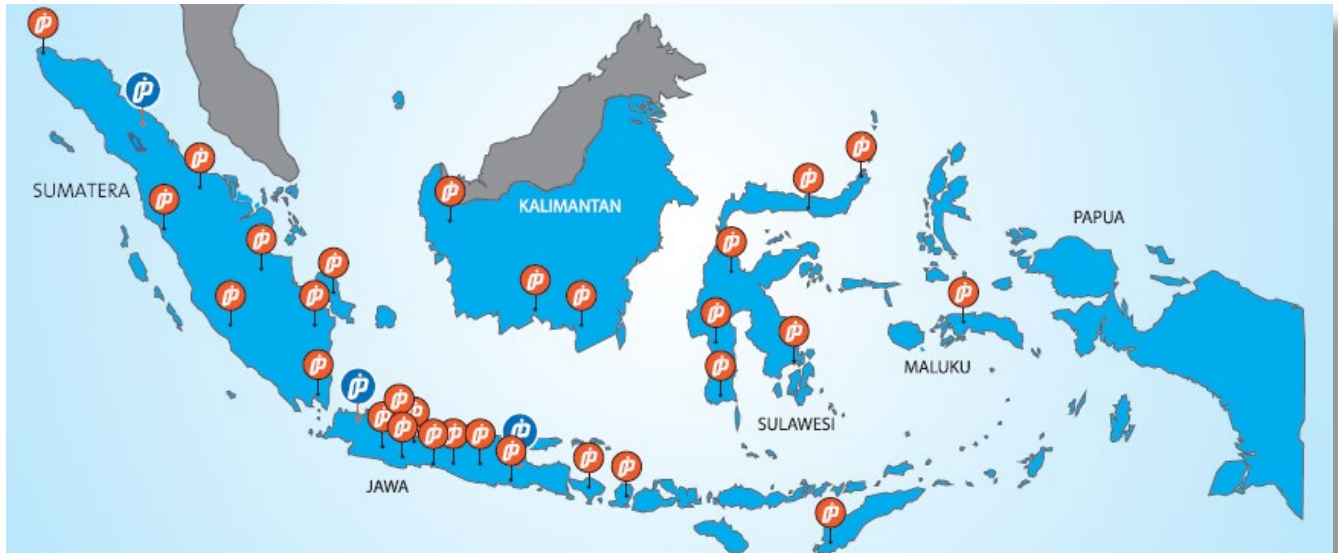 SUMATERA
KALIMANTAN
PAPUA
MALUKU
SULAWESI
JAWA